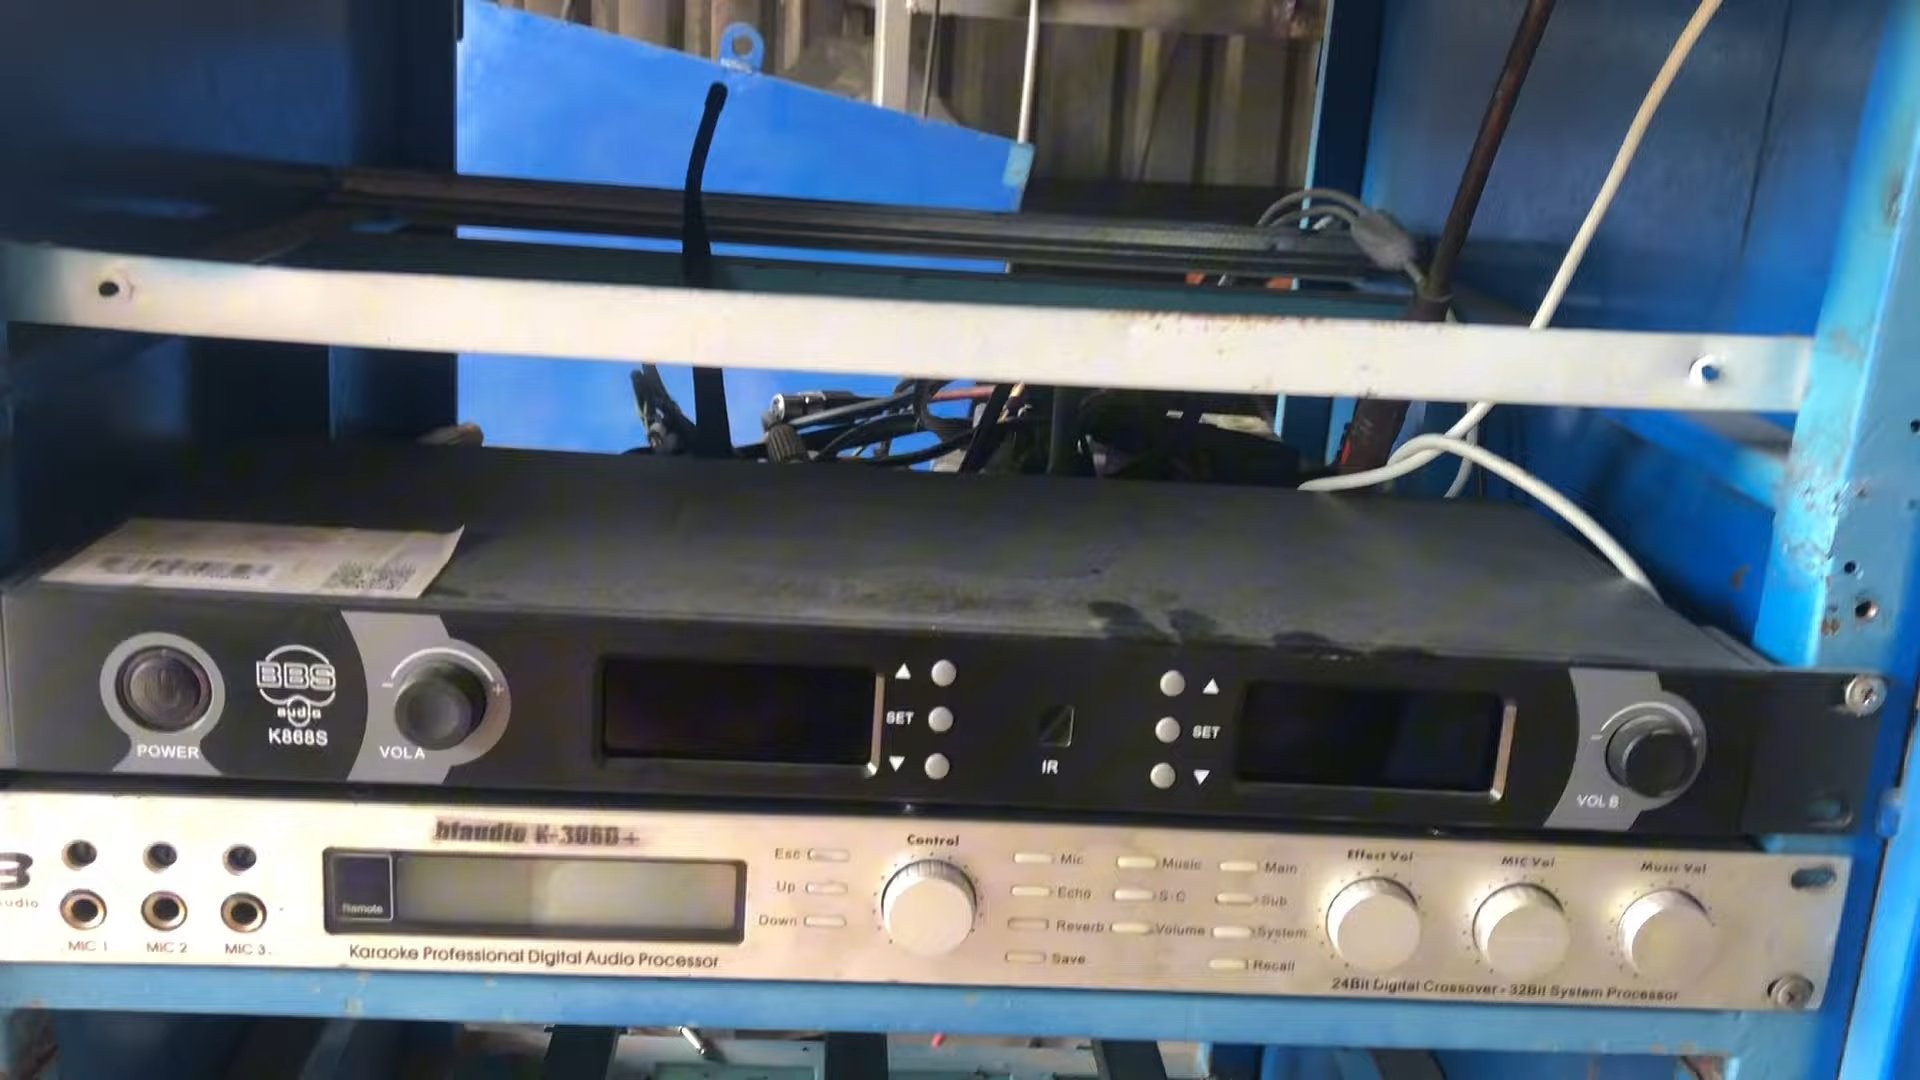 BBS
audio
K868S
POWER
VOL A
SET
IR
SET
VOL B
bfaudio K-306D+
Remote
Karaoke Professional Digital Audio Processor
MIC 1
MIC 2
MIC 3
Esc
Up
Down
Control
Mic
Echo
Reverb
Save
Music
S·C
Volume
Main
Sub
System
Recall
Effect Vol
MIC Vol
Music Vol
24Bit Digital Crossover - 32Bit System Processor